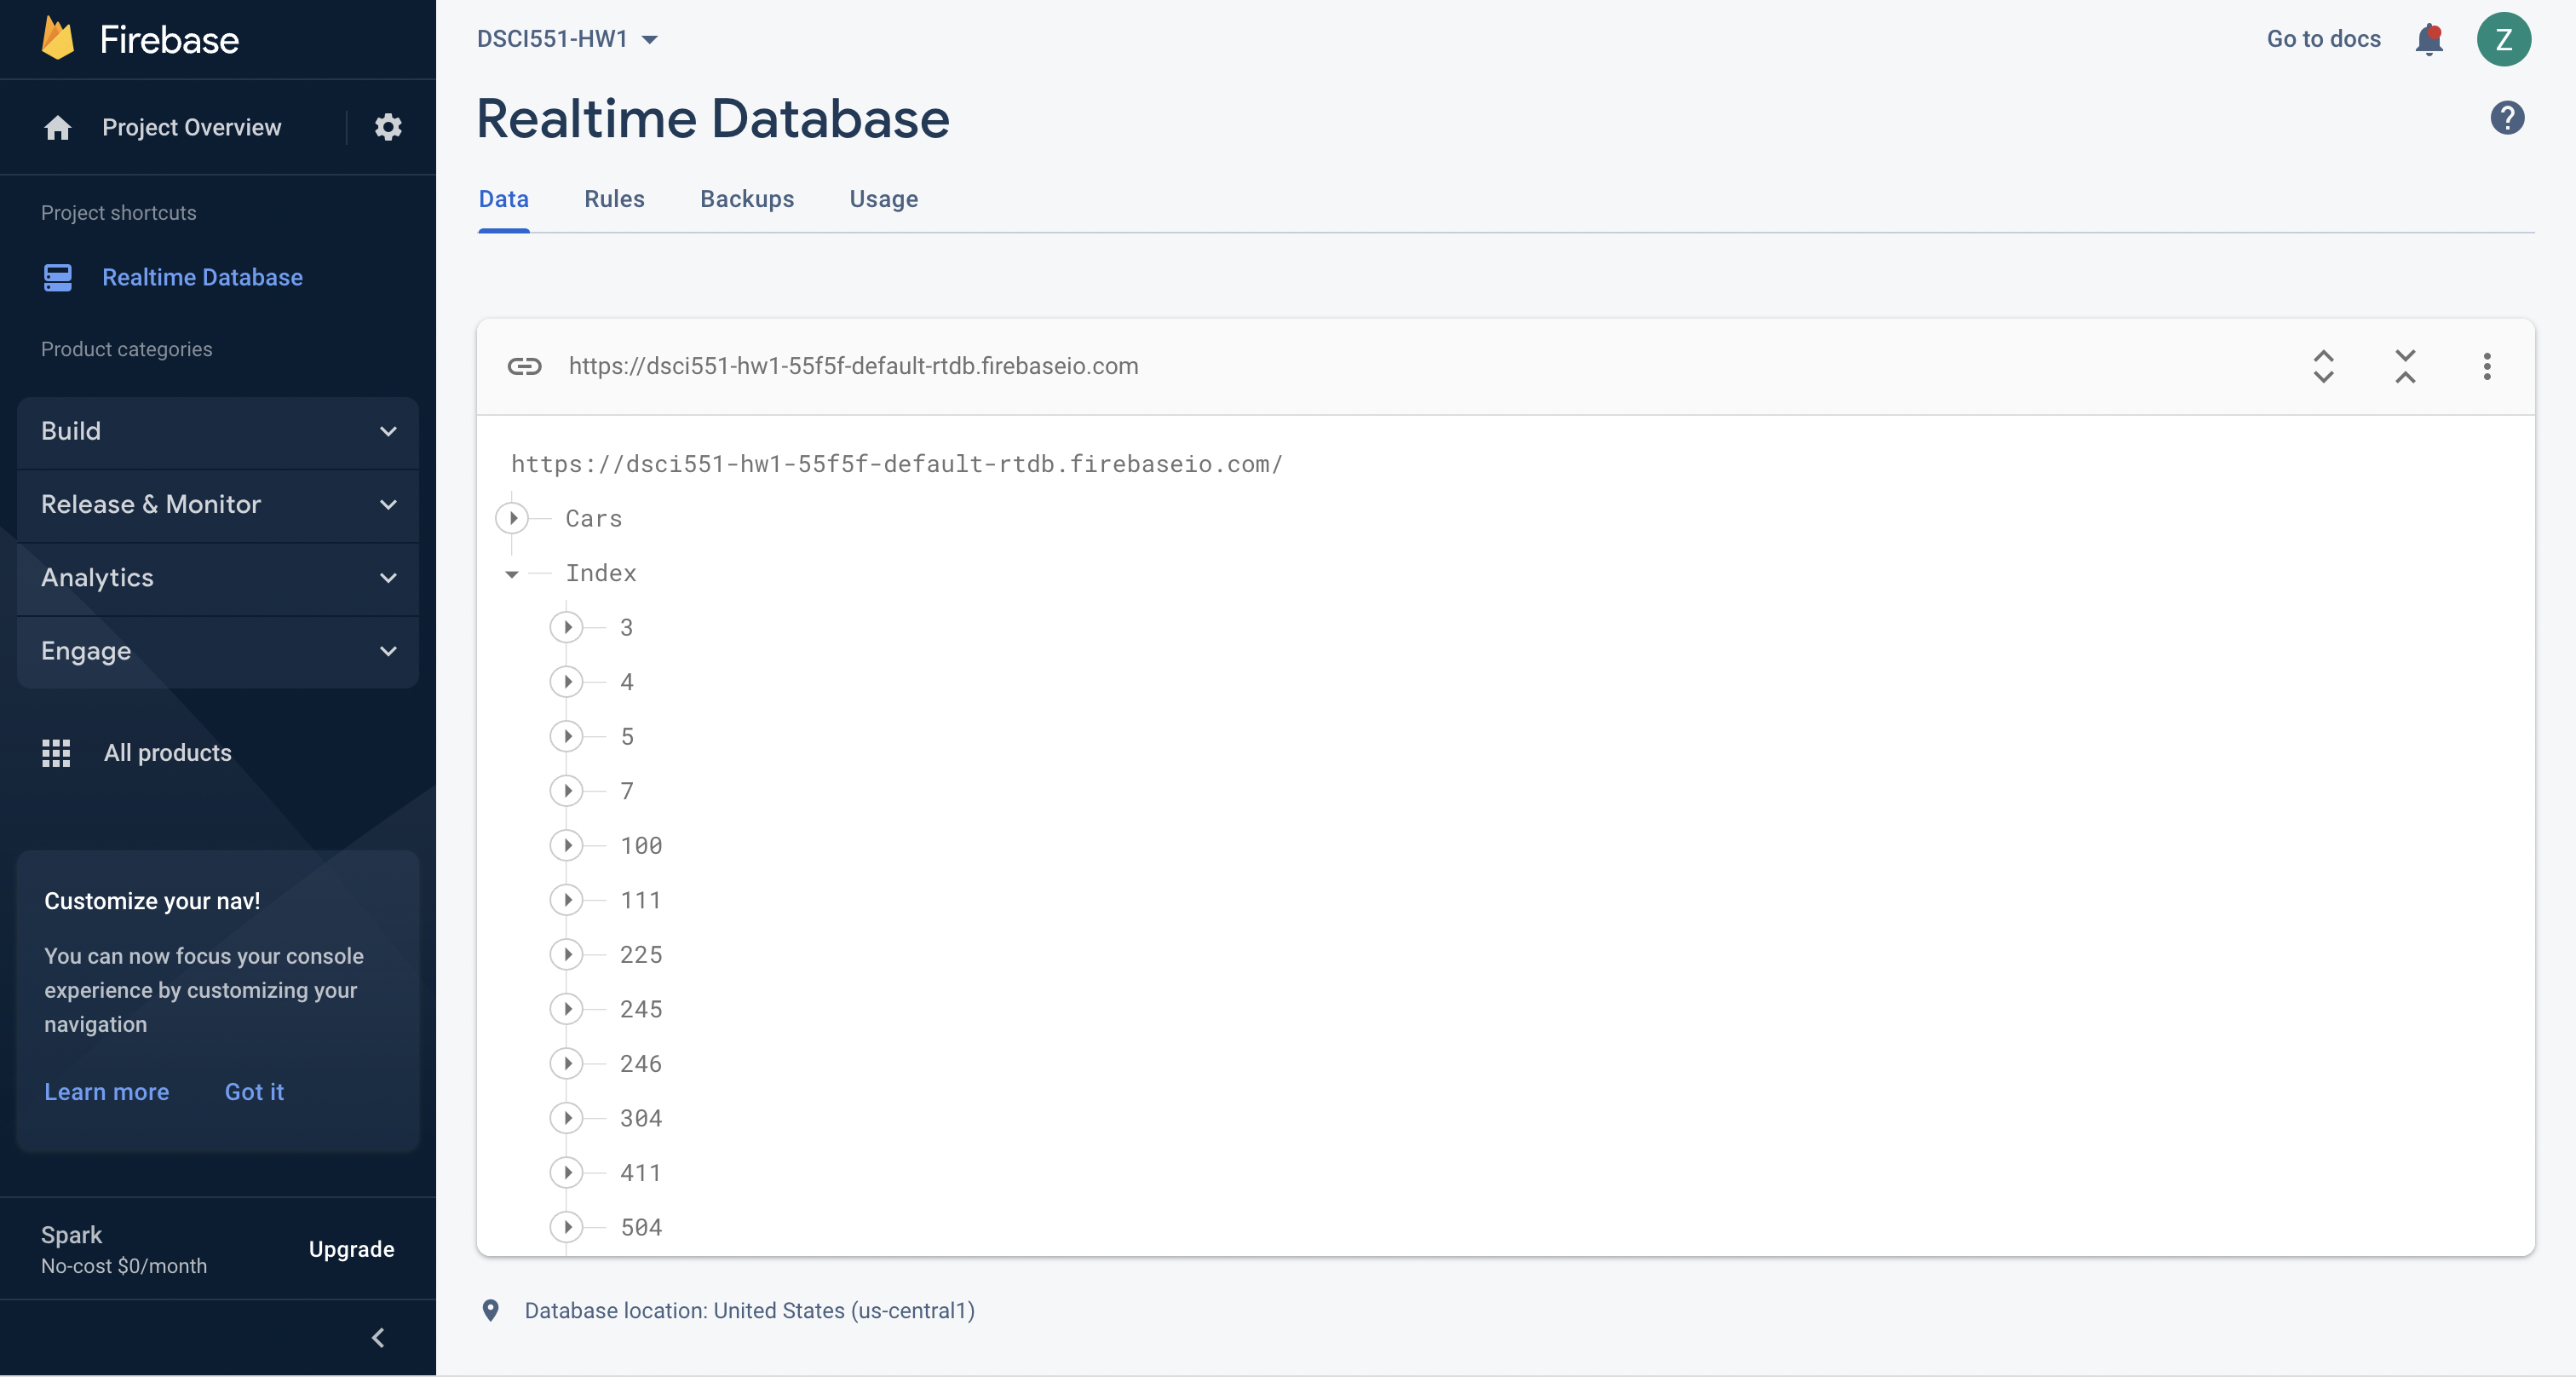 Firebase
Project Overview
Project shortcuts
Realtime Database
Product categories
Build
Release & Monitor
Analytics
Engage
All products
Customize your nav!
You can now focus your console
experience by customizing your
navigation
Learn more Got it
Spark
No-cost $0/month
Upgrade
DSCI551-HW1
Go to docs
Z
Realtime Database
?
Data Rules Backups Usage
https://dsci551-hw1-55f5f-default-rtdb.firebaseio.com
https://dsci551-hw1-55f5f-default-rtdb.firebaseio.com/
Cars
Index
3
4
5
7
100
111
225
245
246
304
411
504
Database location: United States (us-central1)